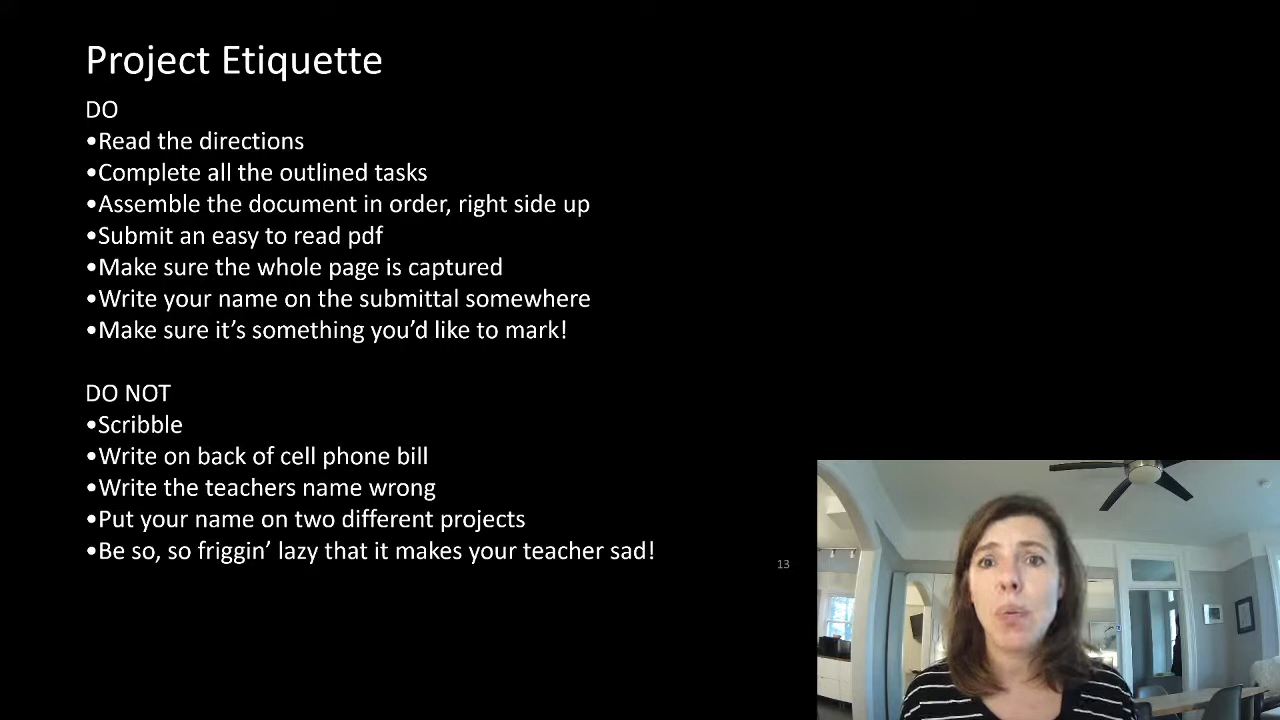 Project Etiquette
DO
•Read the directions
•Complete all the outlined tasks
•Assemble the document in order, right side up
•Submit an easy to read pdf
•Make sure the whole page is captured
•Write your name on the submittal somewhere
•Make sure it’s something you’d like to mark!
DO NOT
•Scribble
•Write on back of cell phone bill
•Write the teachers name wrong
•Put your name on two different projects
•Be so, so friggin’ lazy that it makes your teacher sad!
13